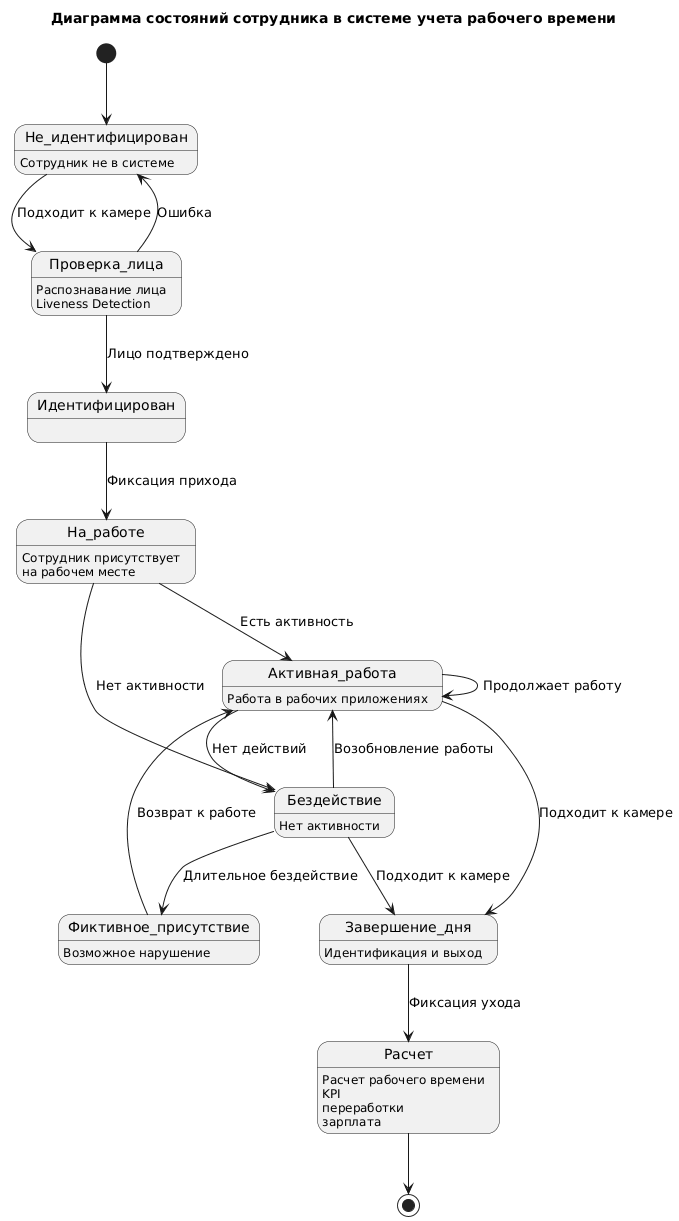 Диаграмма состояний сотрудника в системе учета рабочего времени
Не_идентифицирован
Сотрудник не в системе
Подходит к камере
Ошибка
Проверка_лица
Распознавание лица
Liveness Detection
Лицо подтверждено
Идентифицирован
Фиксация прихода
На_работе
Сотрудник присутствует
на рабочем месте
Есть активность
Нет активности
Активная_работа
Работа в рабочих приложениях
Продолжает работу
Нет действий
Возобновление работы
Бездействие
Нет активности
Возврат к работе
Подходит к камере
Длительное бездействие
Подходит к камере
Фиктивное_присутствие
Возможное нарушение
Завершение_дня
Идентификация и выход
Фиксация ухода
Расчет
Расчет рабочего времени
KPI
переработки
зарплата